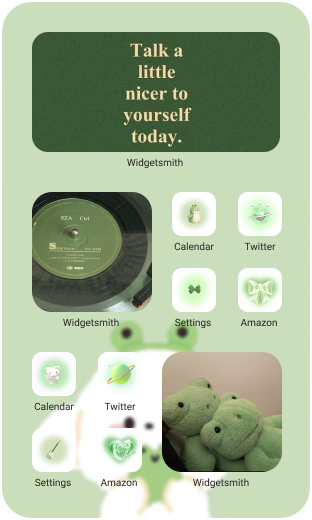 Talk a
little
nicer to
yourself
today.
Widgetsmith
SZA Ctrl
Calendar
Twitter
Widgetsmith
Settings
Amazon
Calendar
Twitter
Settings
Amazon
Widgetsmith